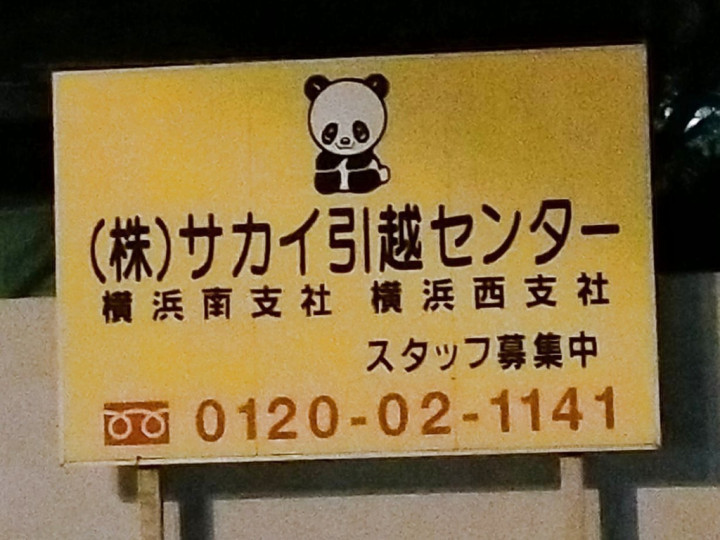 (株)サカイ引越センター
横浜南支社 横浜西支社
スタッフ募集中
0120-02-1141